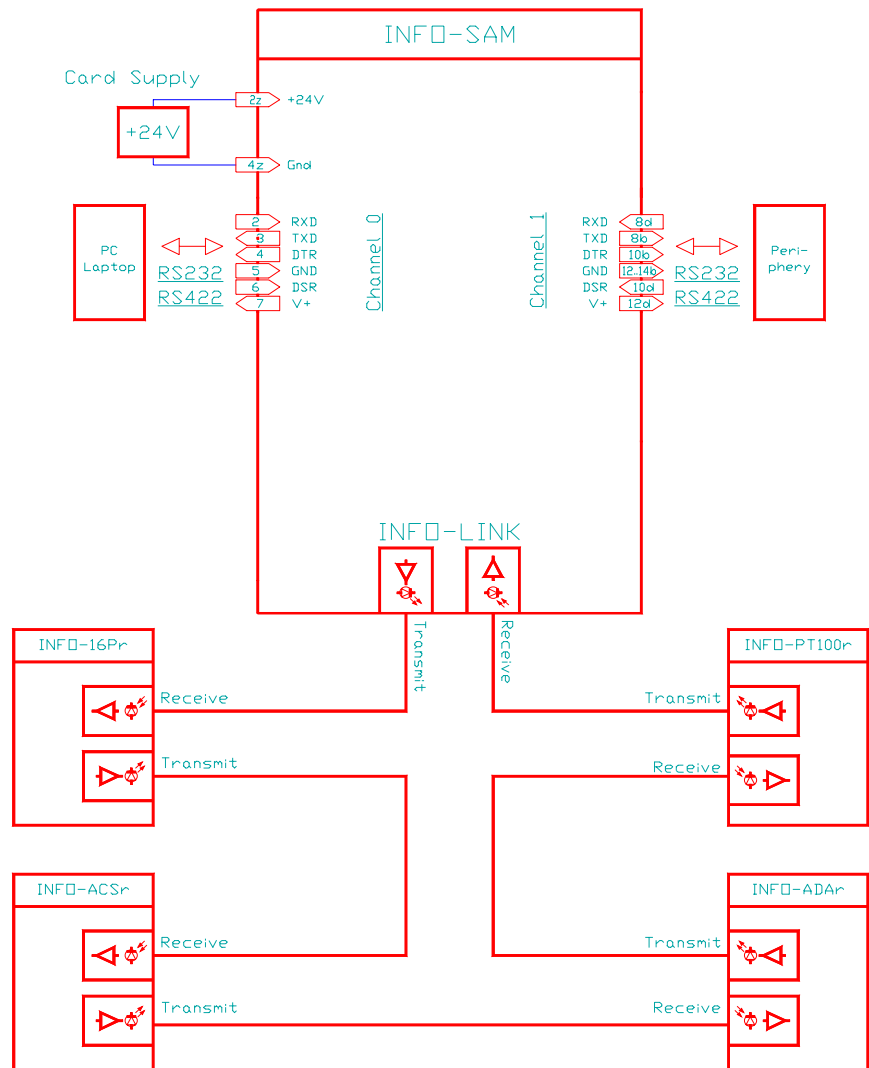 INFO-SAM
Card Supply
+24V
2z +24V
4z Gnd
PC
Laptop
RS232
RS422
2 RXD
3 TXD
4 DTR
5 GND
6 DSR
7 V+
Channel 0
Channel 1
RXD 8d
TXD 8b
DTR 10b
GND 12.14b
DSR 10d
V+ 12d
RS232
RS422
Peri-
phery
INFO-LINK
Transmit
Receive
INFO-16Pr
Receive
Transmit
INFO-PT100r
Transmit
Receive
INFO-ACSr
Receive
Transmit
INFO-ADAr
Transmit
Receive